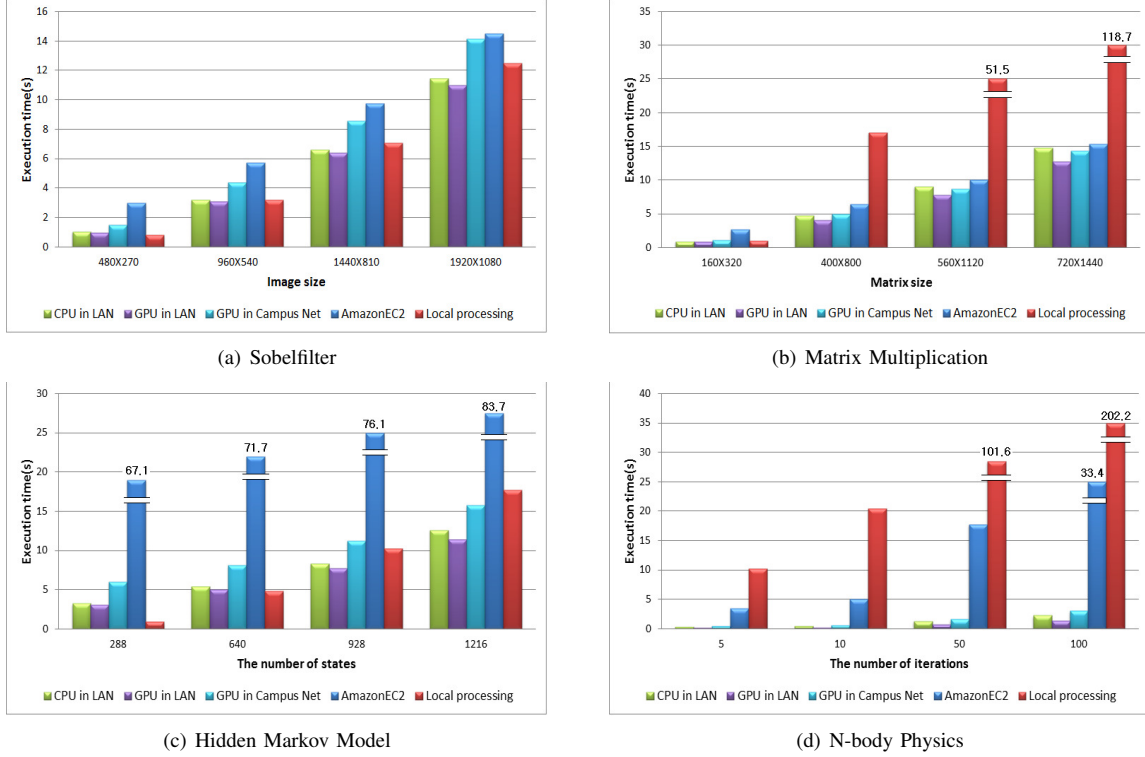 16
14
12
10
8
6
4
2
0
Execution time(s)
480X270 960X540 1440X810 1920X1080
Image size
CPU in LAN GPU in LAN GPU in Campus Net AmazonEC2 Local processing
(a) Sobelfilter
35
30
25
20
15
10
5
0
Execution time(s)
51.5
118.7
160X320 400X800 560X1120 720X1440
Matrix size
CPU in LAN GPU in LAN GPU in Campus Net AmazonEC2 Local processing
(b) Matrix Multiplication
30
25
20
15
10
5
0
Execution time(s)
67.1
71.7
76.1
83.7
288 640 928 1216
The number of states
CPU in LAN GPU in LAN GPU in Campus Net AmazonEC2 Local processing
(c) Hidden Markov Model
40
35
30
25
20
15
10
5
0
Execution time(s)
101.6
33.4
202.2
5 10 50 100
The number of iterations
CPU in LAN GPU in LAN GPU in Campus Net AmazonEC2 Local processing
(d) N-body Physics